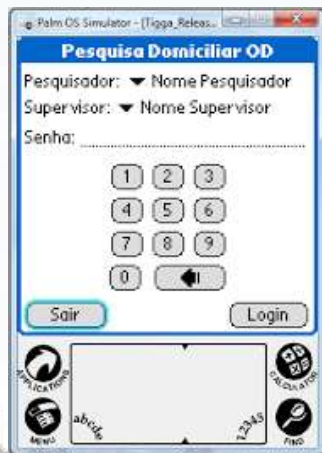 Palm OS Simulator - [Tigga_Releas...
Pesquisa Domiciliar OD
Pesquisador: Nome Pesquisador
Supervisor: Nome Supervisor
Senha:
1 2 3
4 5 6
7 8 9
0
Sair Login
APPLICATIONS CALCULATOR
MENU abcde 12345 FIND